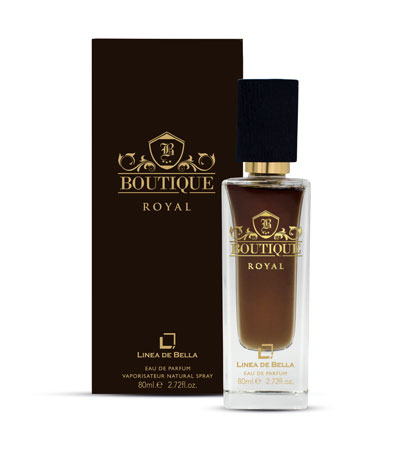 B
BOUTIQUE
ROYAL
LINEA DE BELLA
EAU DE PARFUM
VAPORISATEUR NATURAL SPRAY
80ml.e 2.72fl.oz.
B
BOUTIQUE
ROYAL
LINEA DE BELLA
EAU DE PARFUM
80ml.e 2.72fl.oz.